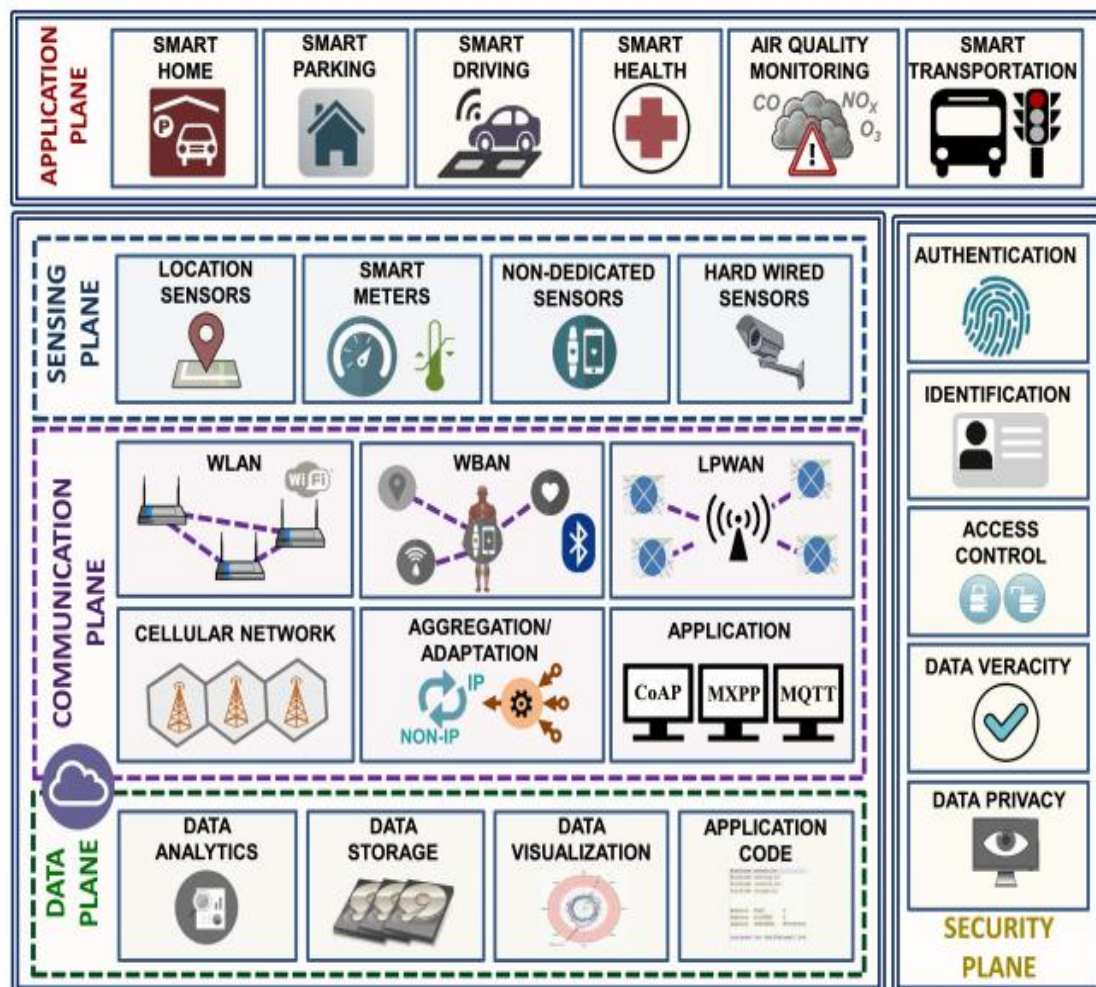 APPLICATION
PLANE
SMART
HOME
P
SMART
PARKING
SMART
DRIVING
SMART
HEALTH
AIR QUALITY
MONITORING
CO
NOX
O3
!
SMART
TRANSPORTATION
SENSING
PLANE
LOCATION
SENSORS
SMART
METERS
NON-DEDICATED
SENSORS
HARD WIRED
SENSORS
COMMUNICATION
PLANE
WLAN
WiFi
WBAN
LPWAN
CELLULAR NETWORK
AGGREGATION/
ADAPTATION
IP
NON-IP
APPLICATION
CoAP
MXPP
MQTT
DATA
PLANE
DATA
ANALYTICS
DATA
STORAGE
DATA
VISUALIZATION
APPLICATION
CODE
AUTHENTICATION
IDENTIFICATION
ACCESS
CONTROL
DATA VERACITY
DATA PRIVACY
SECURITY
PLANE